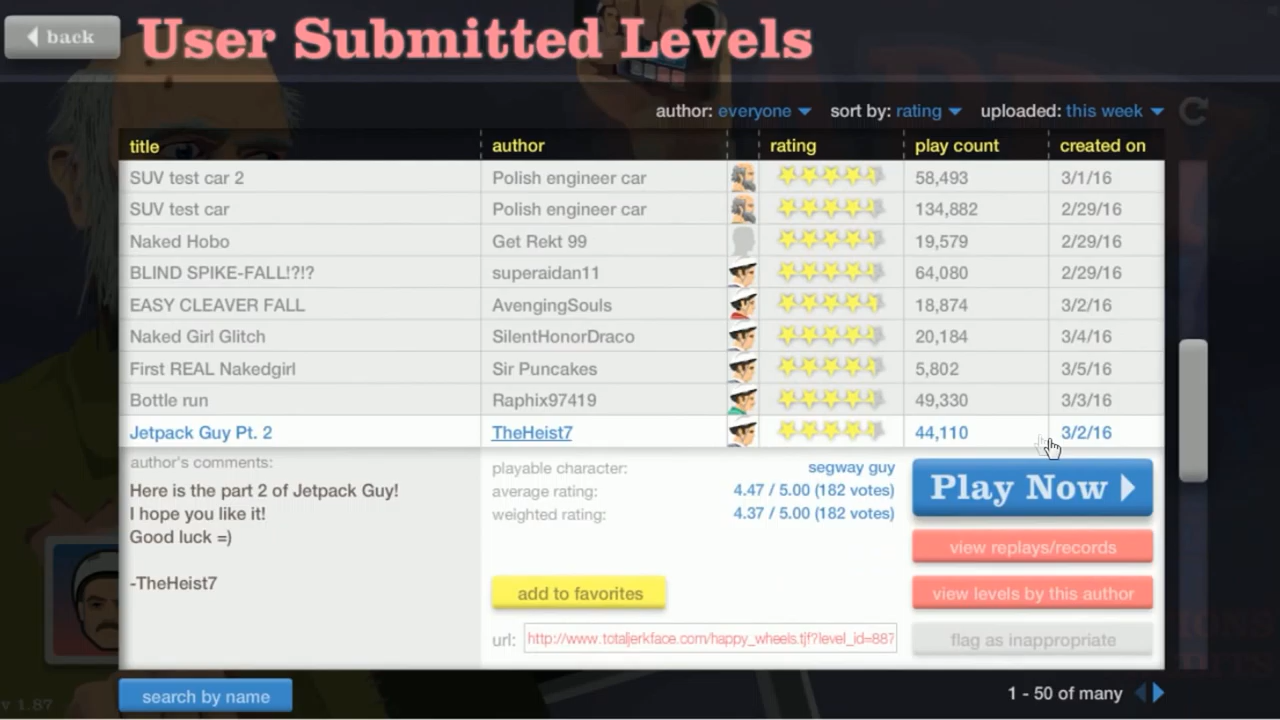 back
User Submitted Levels
author: everyone sort by: rating uploaded: this week
title author rating play count created on
SUV test car 2 Polish engineer car 58,493 3/1/16
SUV test car Polish engineer car 134,882 2/29/16
Naked Hobo Get Rekt 99 19,579 2/29/16
BLIND SPIKE-FALL!?!? superaidan11 64,080 2/29/16
EASY CLEAVER FALL AvengingSouls 18,874 3/2/16
Naked Girl Glitch SilentHonorDraco 20,184 3/4/16
First REAL Nakedgirl Sir Puncakes 5,802 3/5/16
Bottle run Raphix97419 49,330 3/3/16
Jetpack Guy Pt. 2 TheHeist7 44,110 3/2/16
author's comments:
Here is the part 2 of Jetpack Guy!
I hope you like it!
Good luck =)
-TheHeist7
playable character: segway guy
average rating: 4.47 / 5.00 (182 votes)
weighted rating: 4.37 / 5.00 (182 votes)
add to favorites
url: http://www.totaljerkface.com/happy_wheels.tjf?level_id=887
Play Now
view replays/records
view levels by this author
flag as inappropriate
v 1.87
search by name
1 - 50 of many